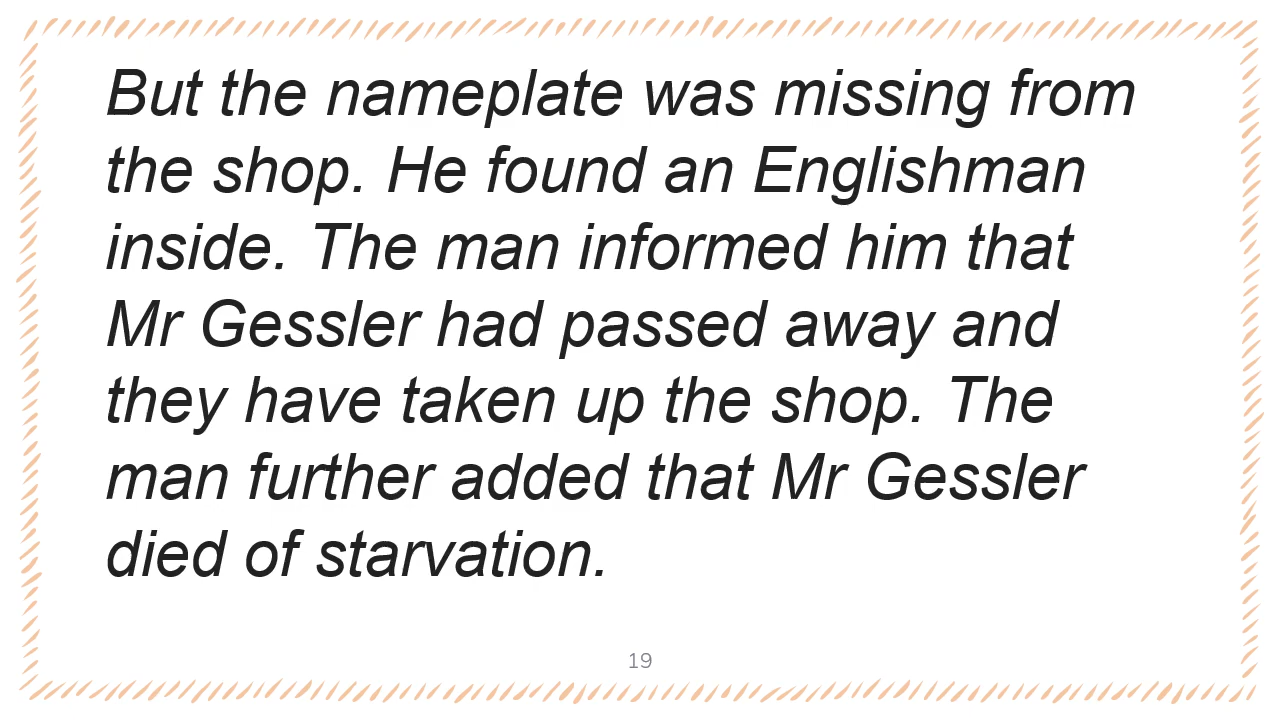 But the nameplate was missing from
the shop. He found an Englishman
inside. The man informed him that
Mr Gessler had passed away and
they have taken up the shop. The
man further added that Mr Gessler
died of starvation.
19